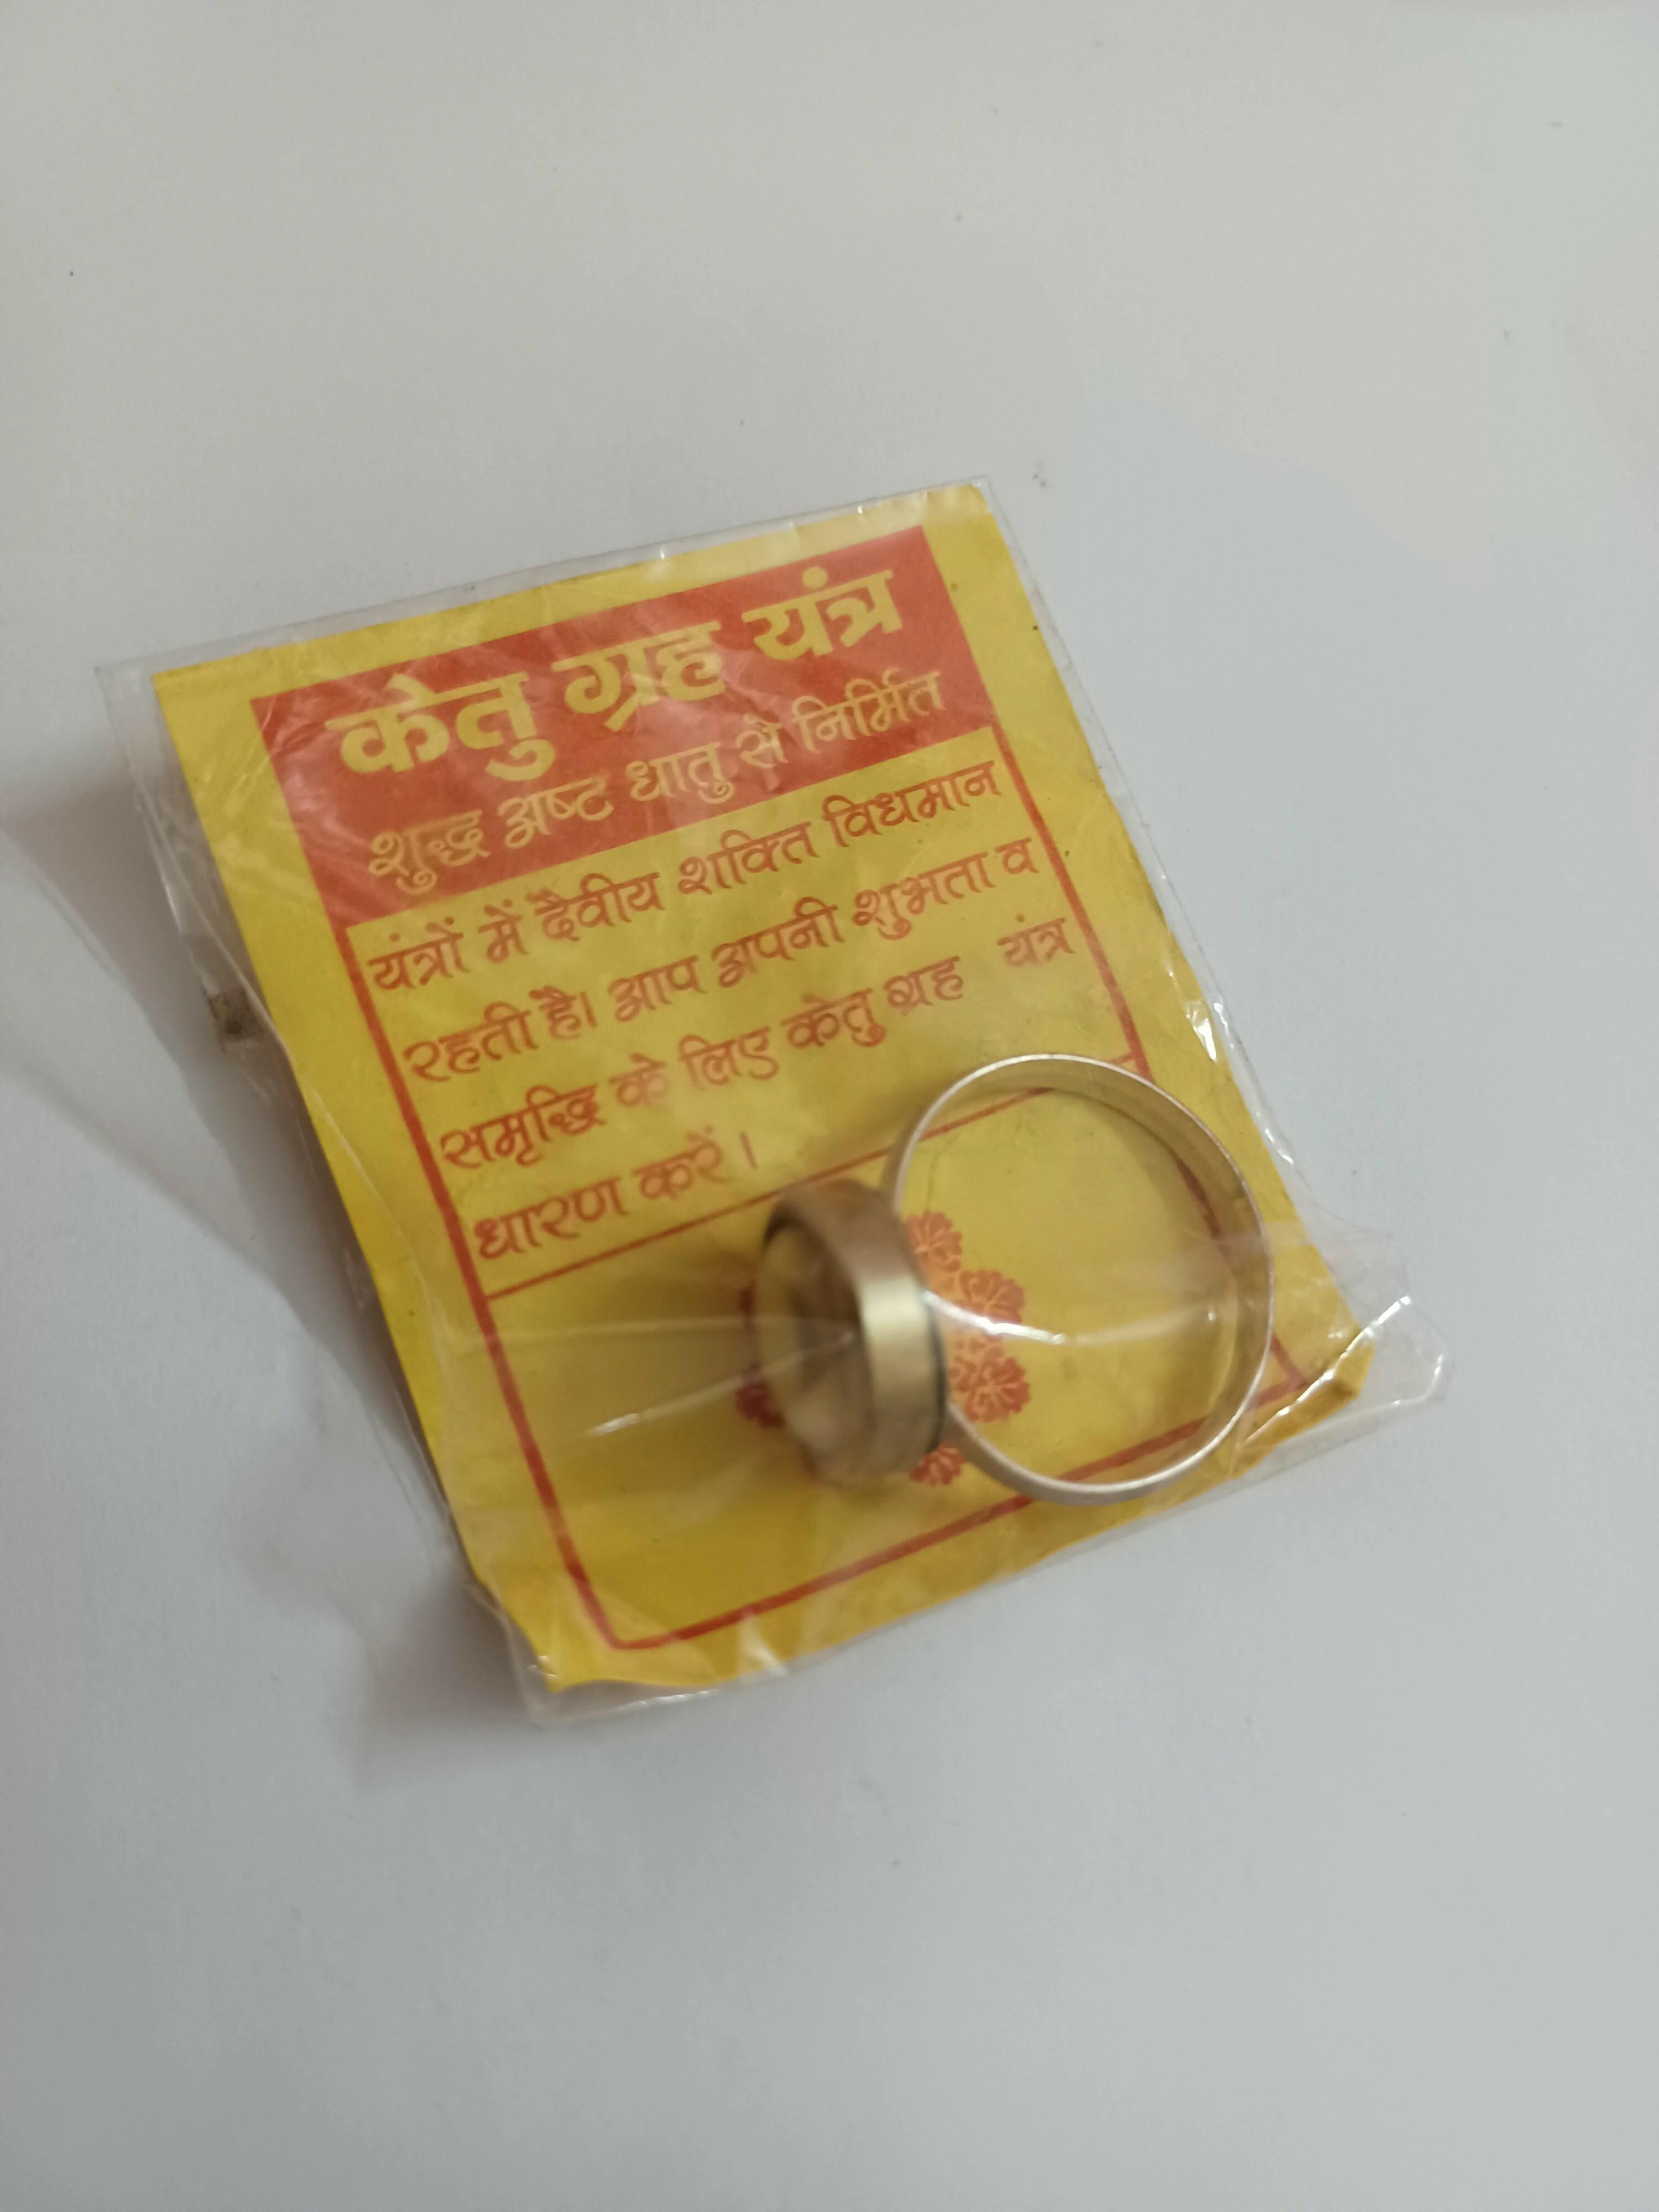 केतु ग्रह यंत्र
शुद्ध अष्ट धातु से निर्मित
यंत्रों में दैवीय शक्ति विधमान
रहती है। आप अपनी शुभता व
समृद्धि के लिए केतु ग्रह यंत्र
धारण करें।